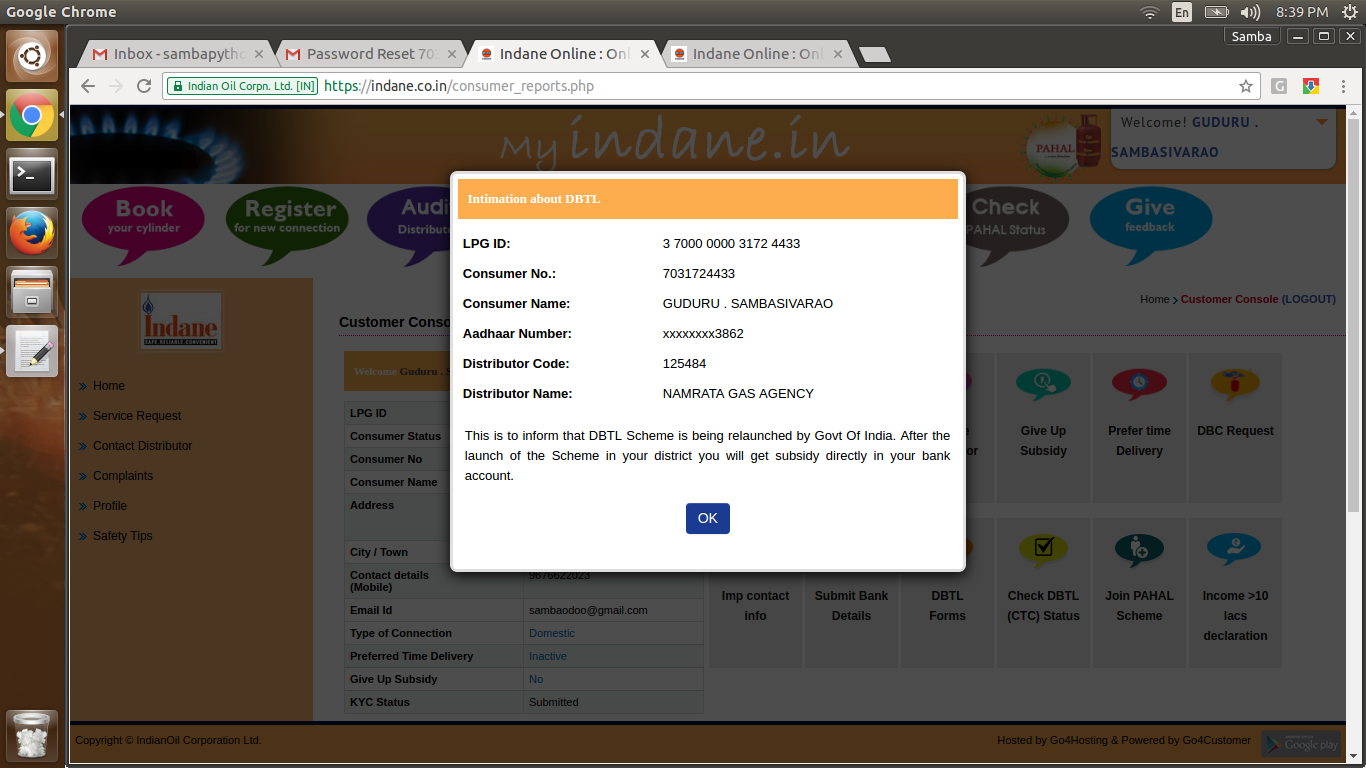 Google Chrome
En
8:39 PM
Samba
Inbox - sambapytho
Password Reset 703
Indane Online : Onl
Indane Online : Onl
Indian Oil Corpn. Ltd. [IN]
https://indane.co.in/consumer_reports.php
My indane.in
PAHAL
Welcome! GUDURU .
SAMBASIVARAO
Book
your cylinder
Register
for new connection
Audi
Distribut
Check
PAHAL Status
Give
feedback
Intimation about DBTL
LPG ID: 3 7000 0000 3172 4433
Consumer No.: 7031724433
Consumer Name: GUDURU . SAMBASIVARAO
Aadhaar Number: xxxxxxxx3862
Distributor Code: 125484
Distributor Name: NAMRATA GAS AGENCY
This is to inform that DBTL Scheme is being relaunched by Govt Of India. After the
launch of the Scheme in your district you will get subsidy directly in your bank
account.
OK
Indane
SAFE. RELIABLE. CONVENIENT
Home
Service Request
Contact Distributor
Complaints
Profile
Safety Tips
Home > Customer Console (LOGOUT)
Customer Conso
Welcome Guduru . S
LPG ID
Consumer Status
Consumer No
Consumer Name
Address
City / Town
Contact details
(Mobile) 9676622023
Email Id sambaodoo@gmail.com
Type of Connection Domestic
Preferred Time Delivery Inactive
Give Up Subsidy No
KYC Status Submitted
Give Up
Subsidy
Prefer time
Delivery
DBC Request
Imp contact
info
Submit Bank
Details
DBTL
Forms
Check DBTL
(CTC) Status
Join PAHAL
Scheme
Income >10
lacs
declaration
Copyright © IndianOil Corporation Ltd.
Hosted by Go4Hosting & Powered by Go4Customer
Google play